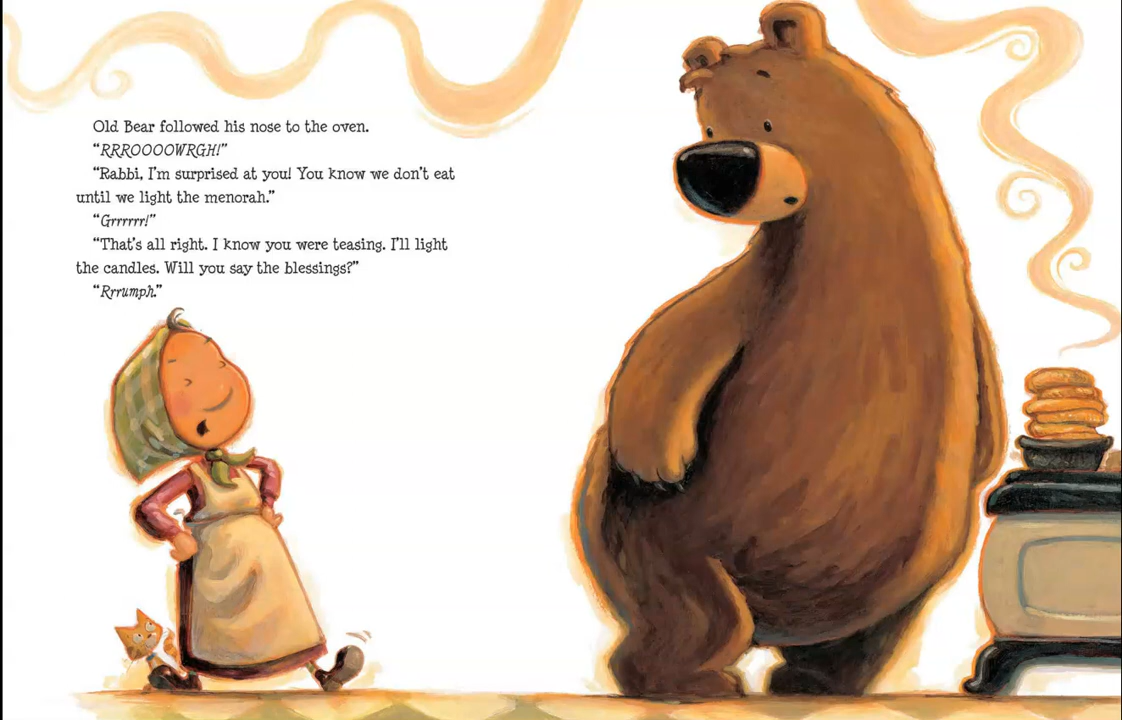 Old Bear followed his nose to the oven.
“RRROOOOWRGH!”
“Rabbi, I’m surprised at you! You know we don’t eat
until we light the menorah.”
“Grrrrrr!”
“That’s all right. I know you were teasing. I’ll light
the candles. Will you say the blessings?”
“Rrrumph.”